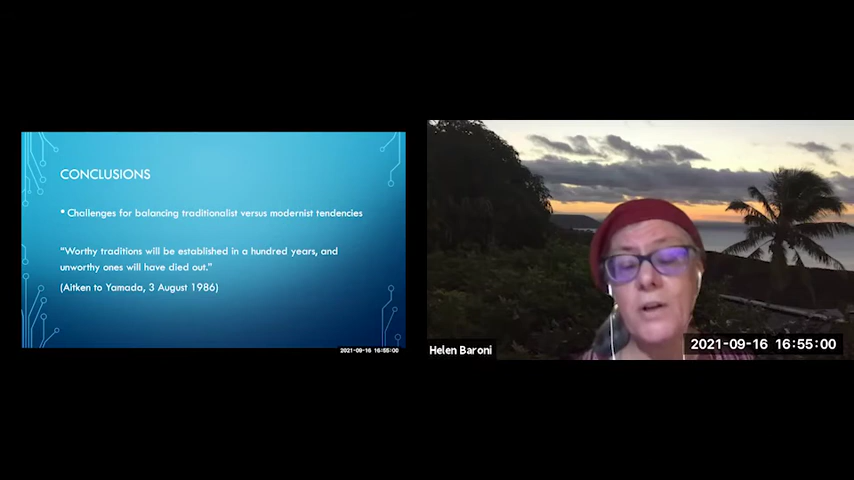 CONCLUSIONS
* Challenges for balancing traditionalist versus modernist tendencies
“Worthy traditions will be established in a hundred years, and
unworthy ones will have died out.”
(Aitken to Yamada, 3 August 1986)
2021-09-16 16:55:00
Helen Baroni
2021-09-16 16:55:00